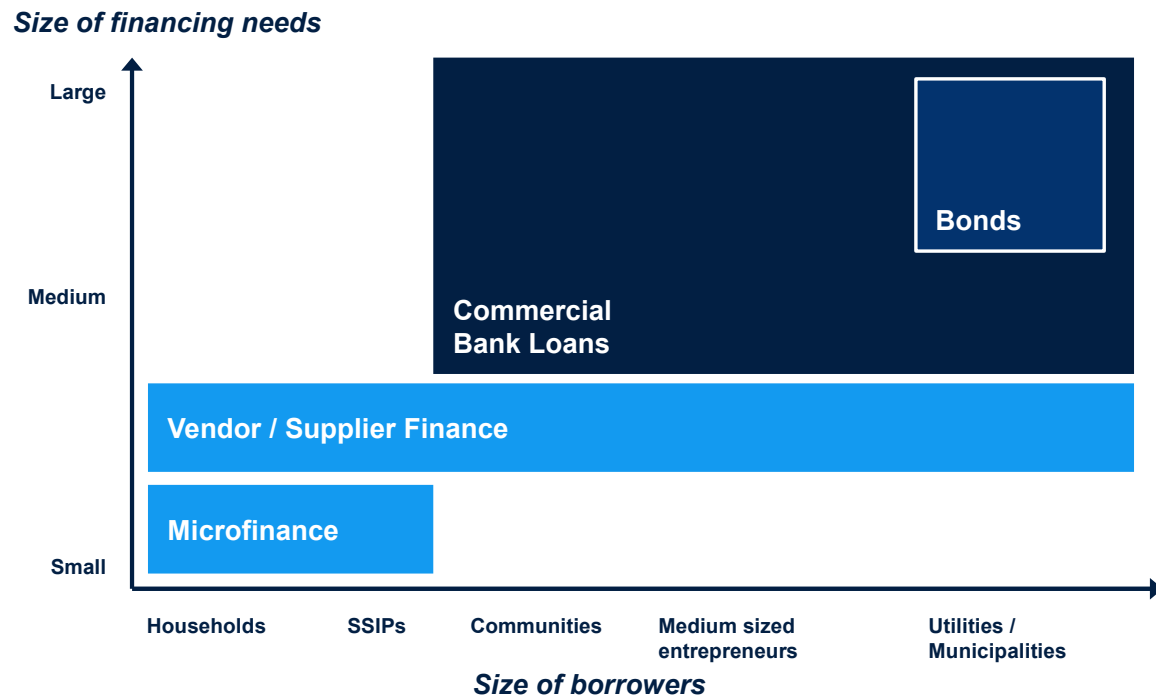 Size of financing needs
Large
Bonds
Medium
Commercial
Bank Loans
Vendor / Supplier Finance
Microfinance
Small
Households
SSIPs
Communities
Medium sized
entrepreneurs
Utilities /
Municipalities
Size of borrowers